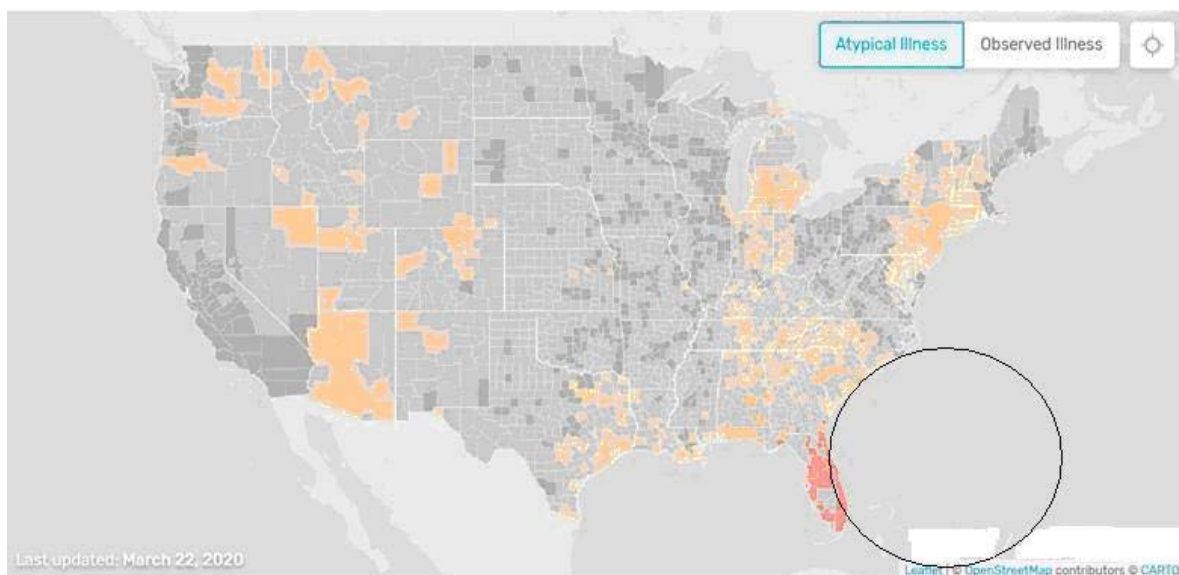 Atypical Illness Observed Illness
Last updated: March 22, 2020
Leaflet | © OpenStreetMap contributors © CARTO